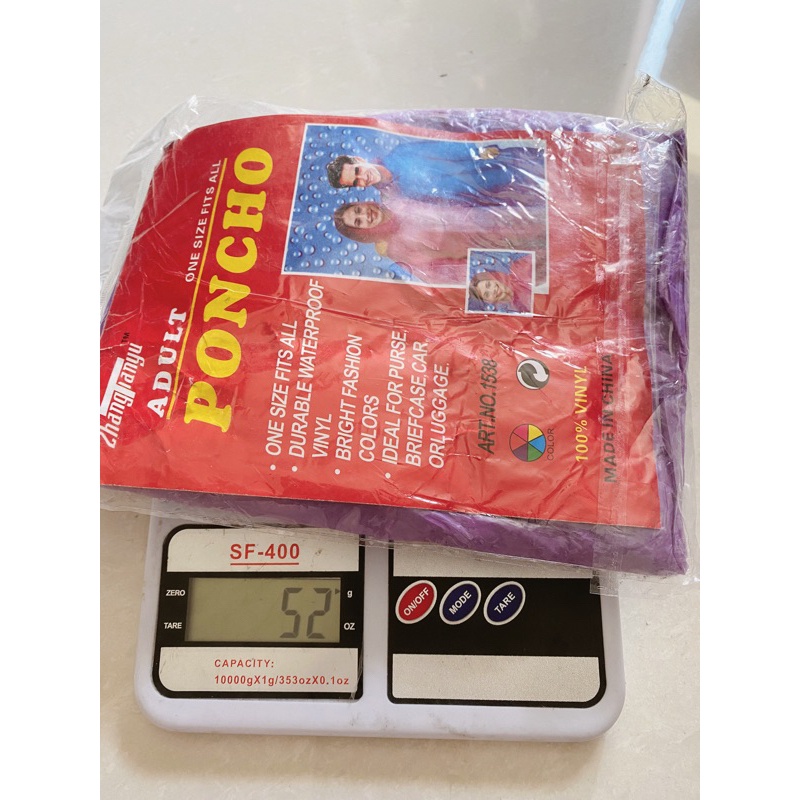 ZhangTianyu
TM
ADULT
ONE SIZE FITS ALL
PONCHO
• ONE SIZE FITS ALL
• DURABLE WATERPROOF
VINYL
• BRIGHT FASHION
COLORS
• IDEAL FOR PURSE,
BRIEFCASE,CAR
OR LUGGAGE.
ART.NO.1538
COLOR
100% VINYL
MADE IN CHINA
SF-400
ZERO
TARE
52
g
OZ
CAPACITY:
10000gX1g/353ozX0.1oz
ON/OFF
MODE
TARE